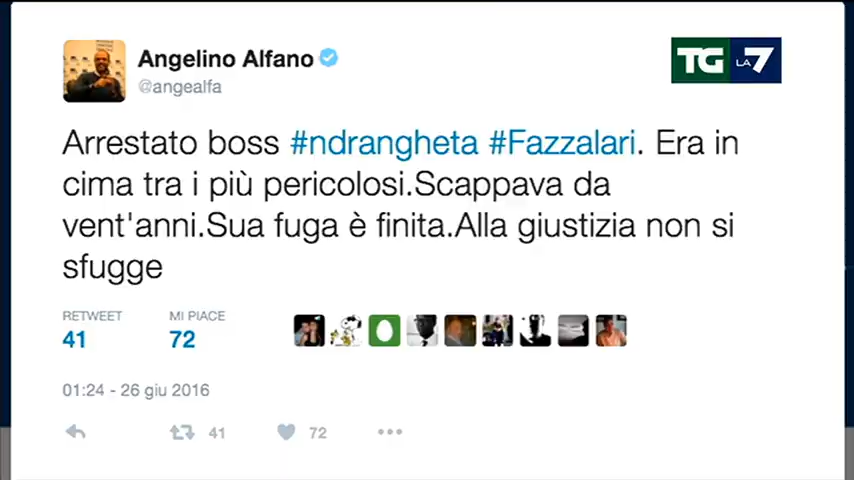 Angelino Alfano
@angealfa
TG LA 7
Arrestato boss #ndrangheta #Fazzalari. Era in
cima tra i più pericolosi.Scappava da
vent'anni.Sua fuga è finita.Alla giustizia non si
sfugge
RETWEET MI PIACE
41 72
01:24 - 26 giu 2016
41 72